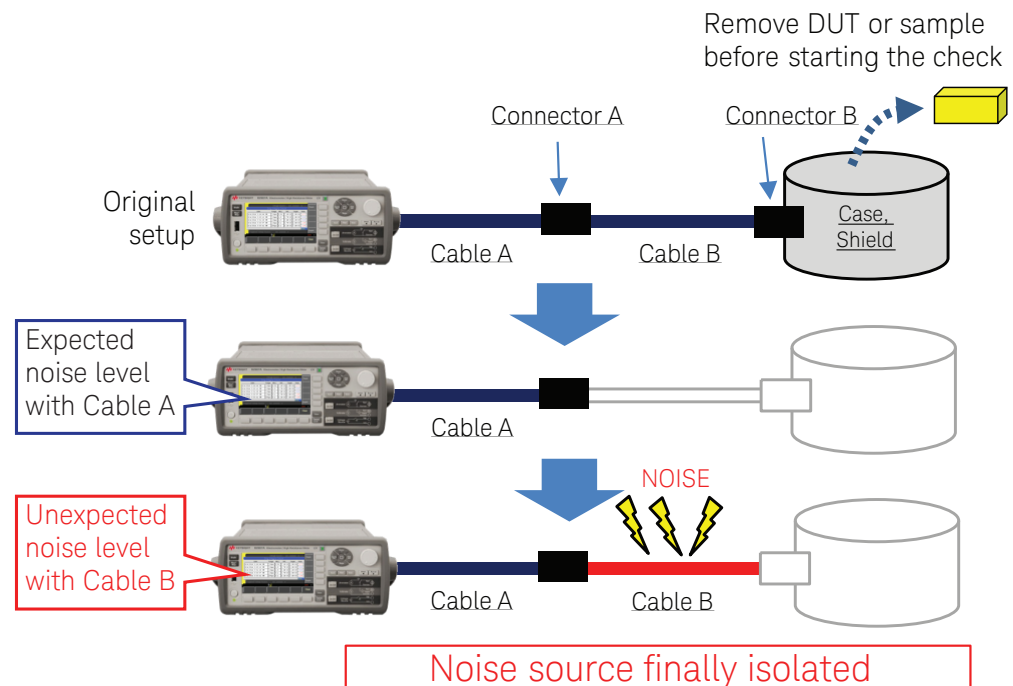 Remove DUT or sample
before starting the check
Connector A
Connector B
Original
setup
Cable A
Cable B
Case,
Shield
Expected
noise level
with Cable A
Cable A
NOISE
Unexpected
noise level
with Cable B
Cable A
Cable B
Noise source finally isolated